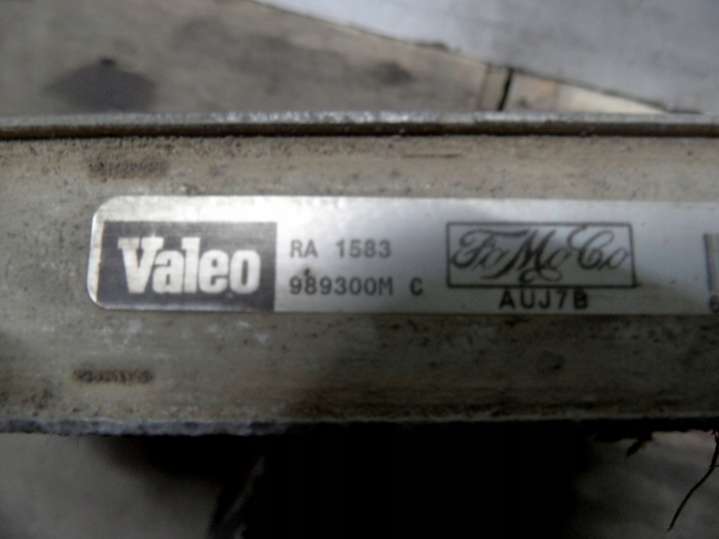 Valeo
RA 1583
989300M C
FoMoCo
AUJ7B